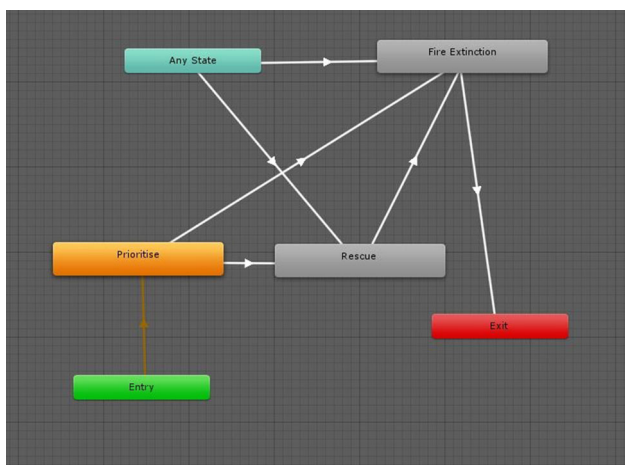 Fire Extinction
Any State
Prioritise
Rescue
Exit
Entry